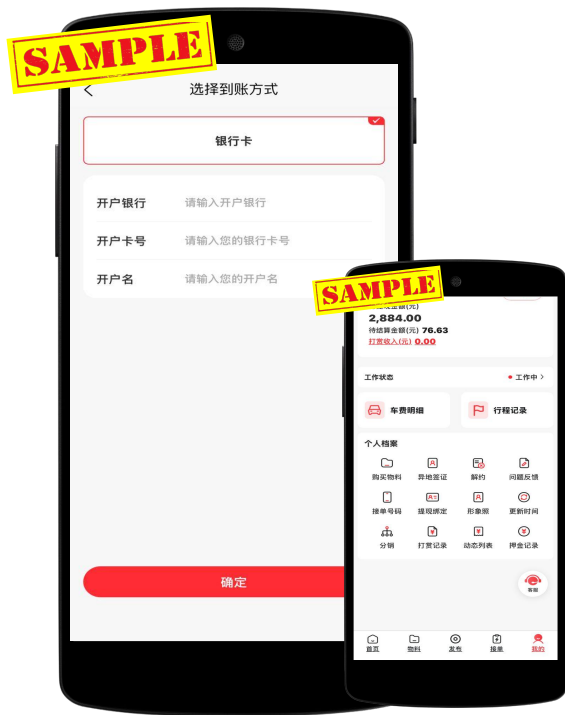 SAMPLE
选择到账方式
银行卡
开户银行 请输入开户银行
开户卡号 请输入您的银行卡号
开户名 请输入您的开户名
确定
SAMPLE
金额(元)
2,884.00
待结算金额(元) 76.63
打赏收入(元) 0.00
工作状态 工作中
车费明细 行程记录
个人档案
购买物料 异地签证 解约 问题反馈
接单号码 提现绑定 形象照 更新时间
分销 打赏记录 动态列表 押金记录
客服
首页 物料 发布 接单 我的